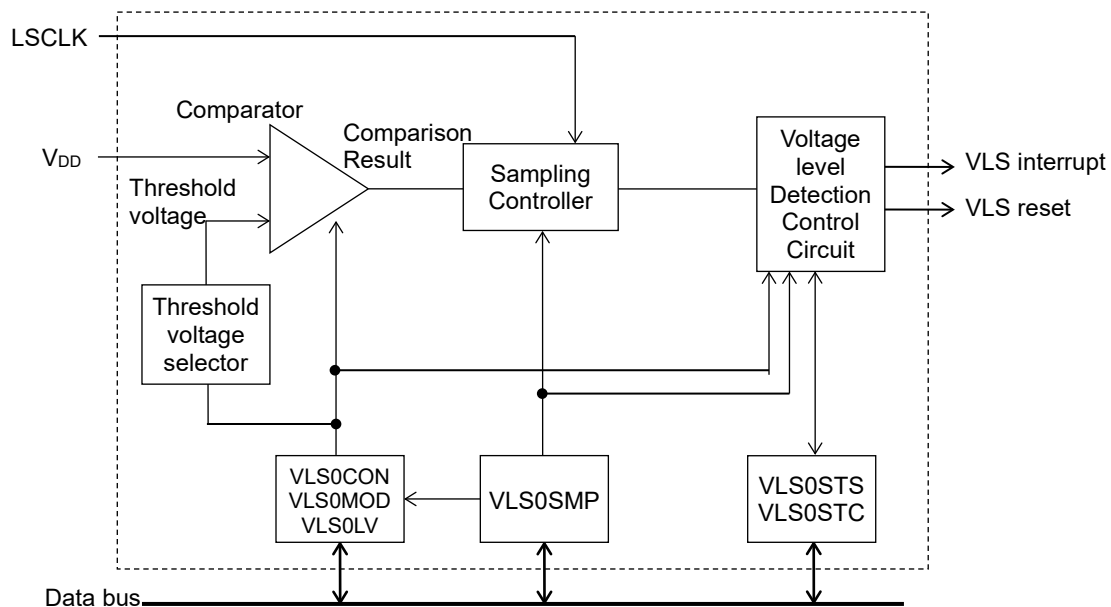 LSCLK
Comparator
Comparison
Result
VDD
Threshold
voltage
Sampling
Controller
Voltage
level
Detection
Control
Circuit
VLS interrupt
VLS reset
Threshold
voltage
selector
VLS0CON
VLS0MOD
VLS0LV
VLS0SMP
VLS0STS
VLS0STC
Data bus